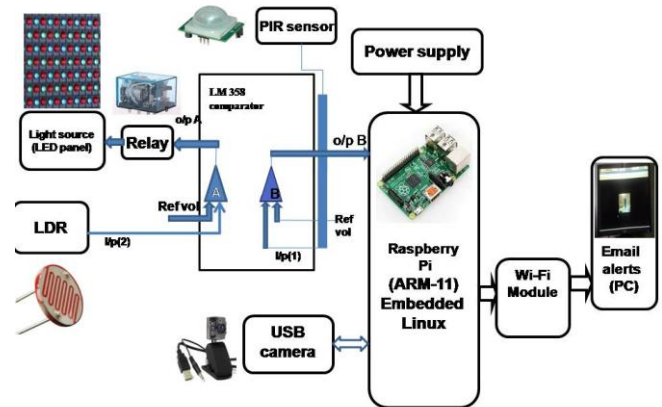 PIR sensor
Power supply
LM 358
comparator
o/p A
Light source
(LED panel)
Relay
o/p B
A
B
Ref vol
LDR
I/p(2)
Ref
vol
I/p(1)
Raspberry
Pi
(ARM-11)
Embedded
Linux
Wi-Fi
Module
Email
alerts
(PC)
USB
camera